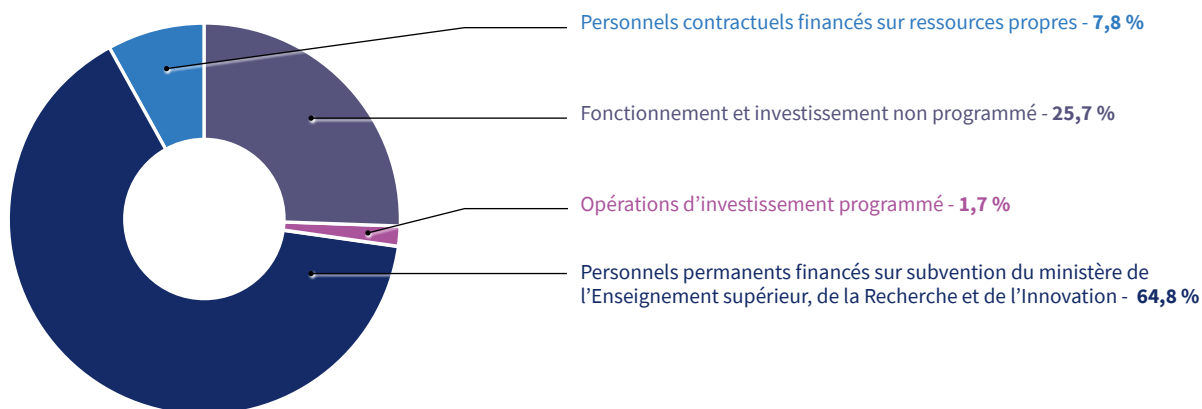 Personnels contractuels financés sur ressources propres - 7,8 %
Fonctionnement et investissement non programmé - 25,7 %
Opérations d’investissement programmé - 1,7 %
Personnels permanents financés sur subvention du ministère de
l’Enseignement supérieur, de la Recherche et de l’Innovation - 64,8 %